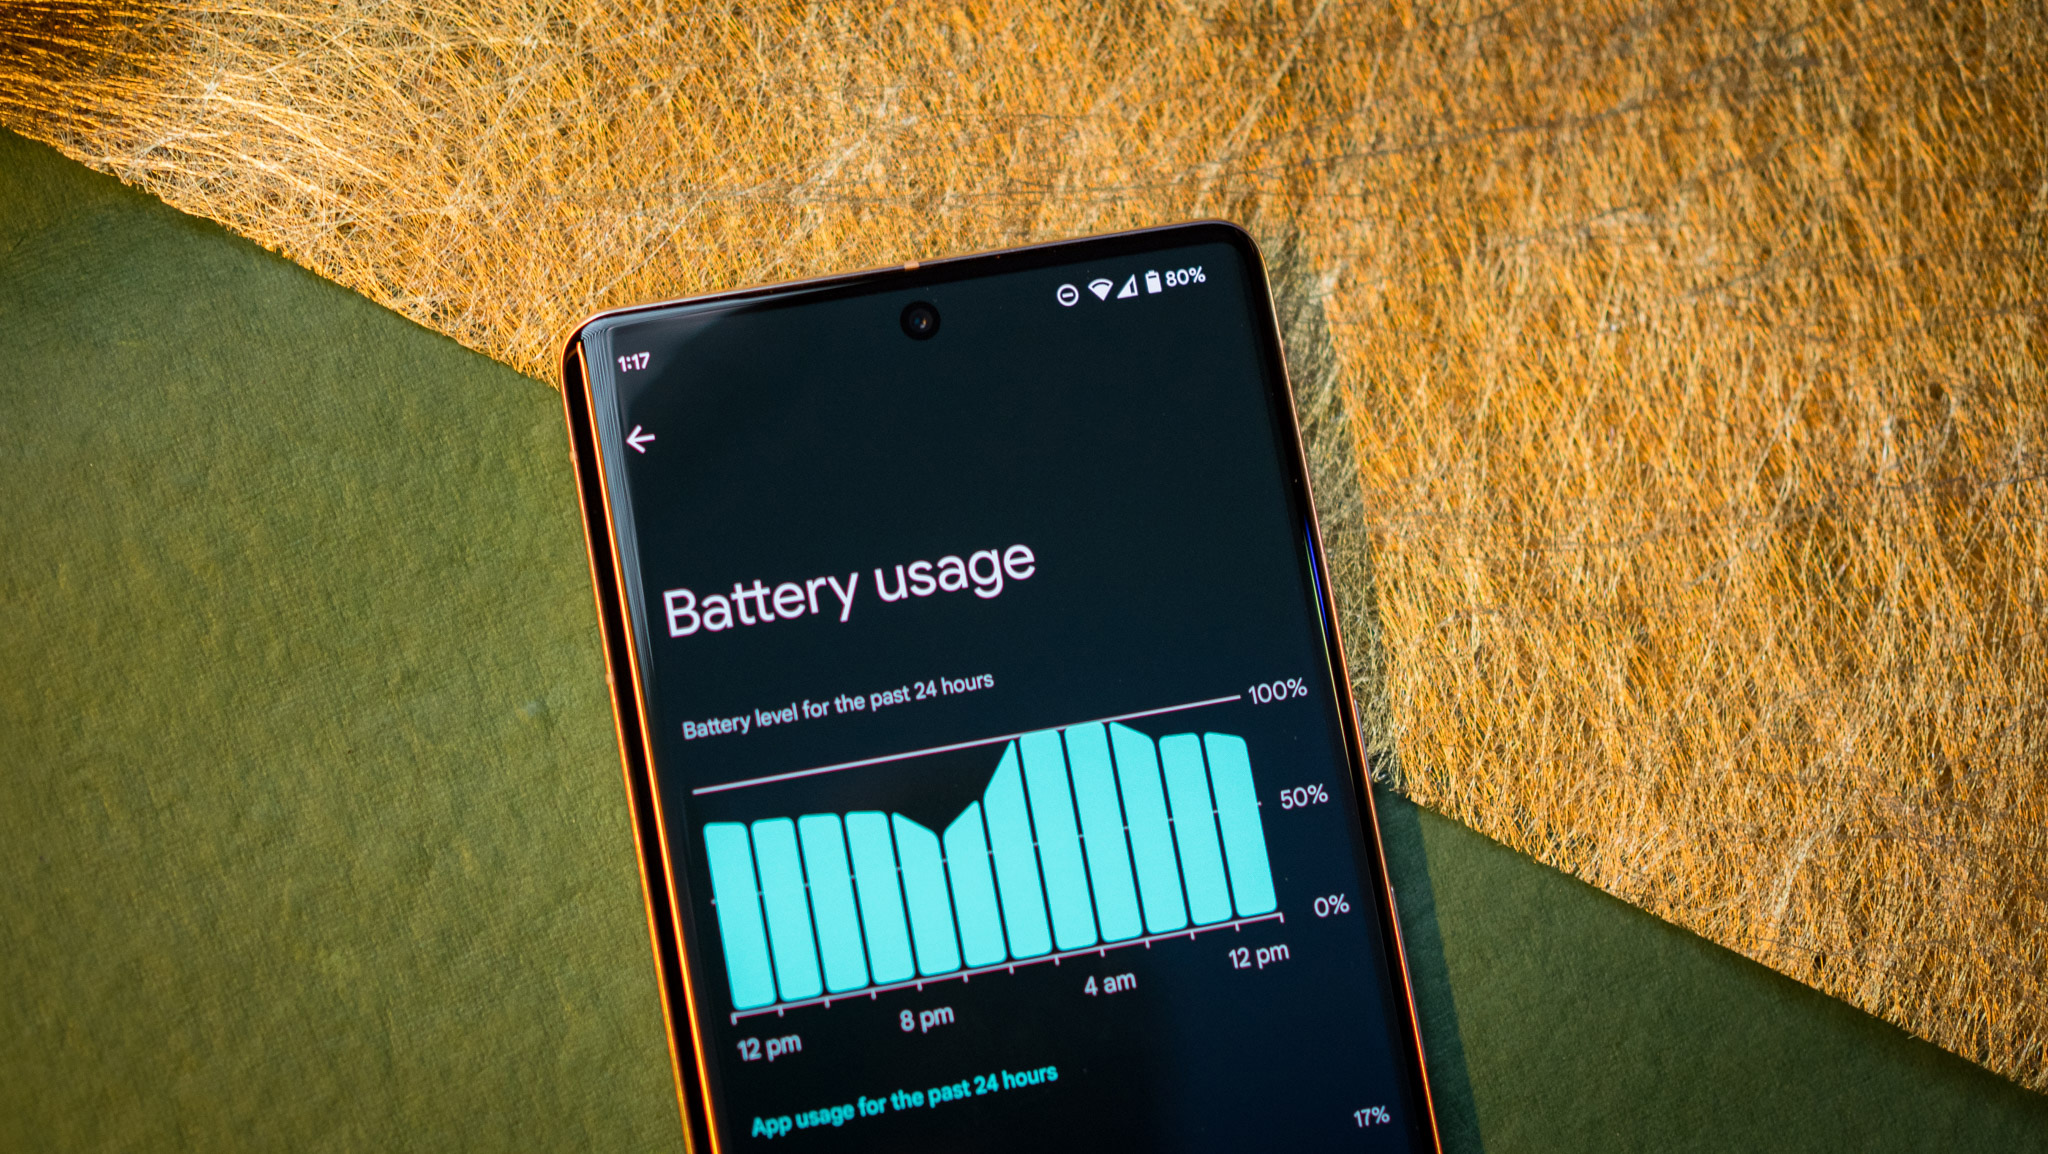 1:17 80%
Battery usage
Battery level for the past 24 hours
100%
50%
0%
12 pm 8 pm 4 am 12 pm
App usage for the past 24 hours
17%